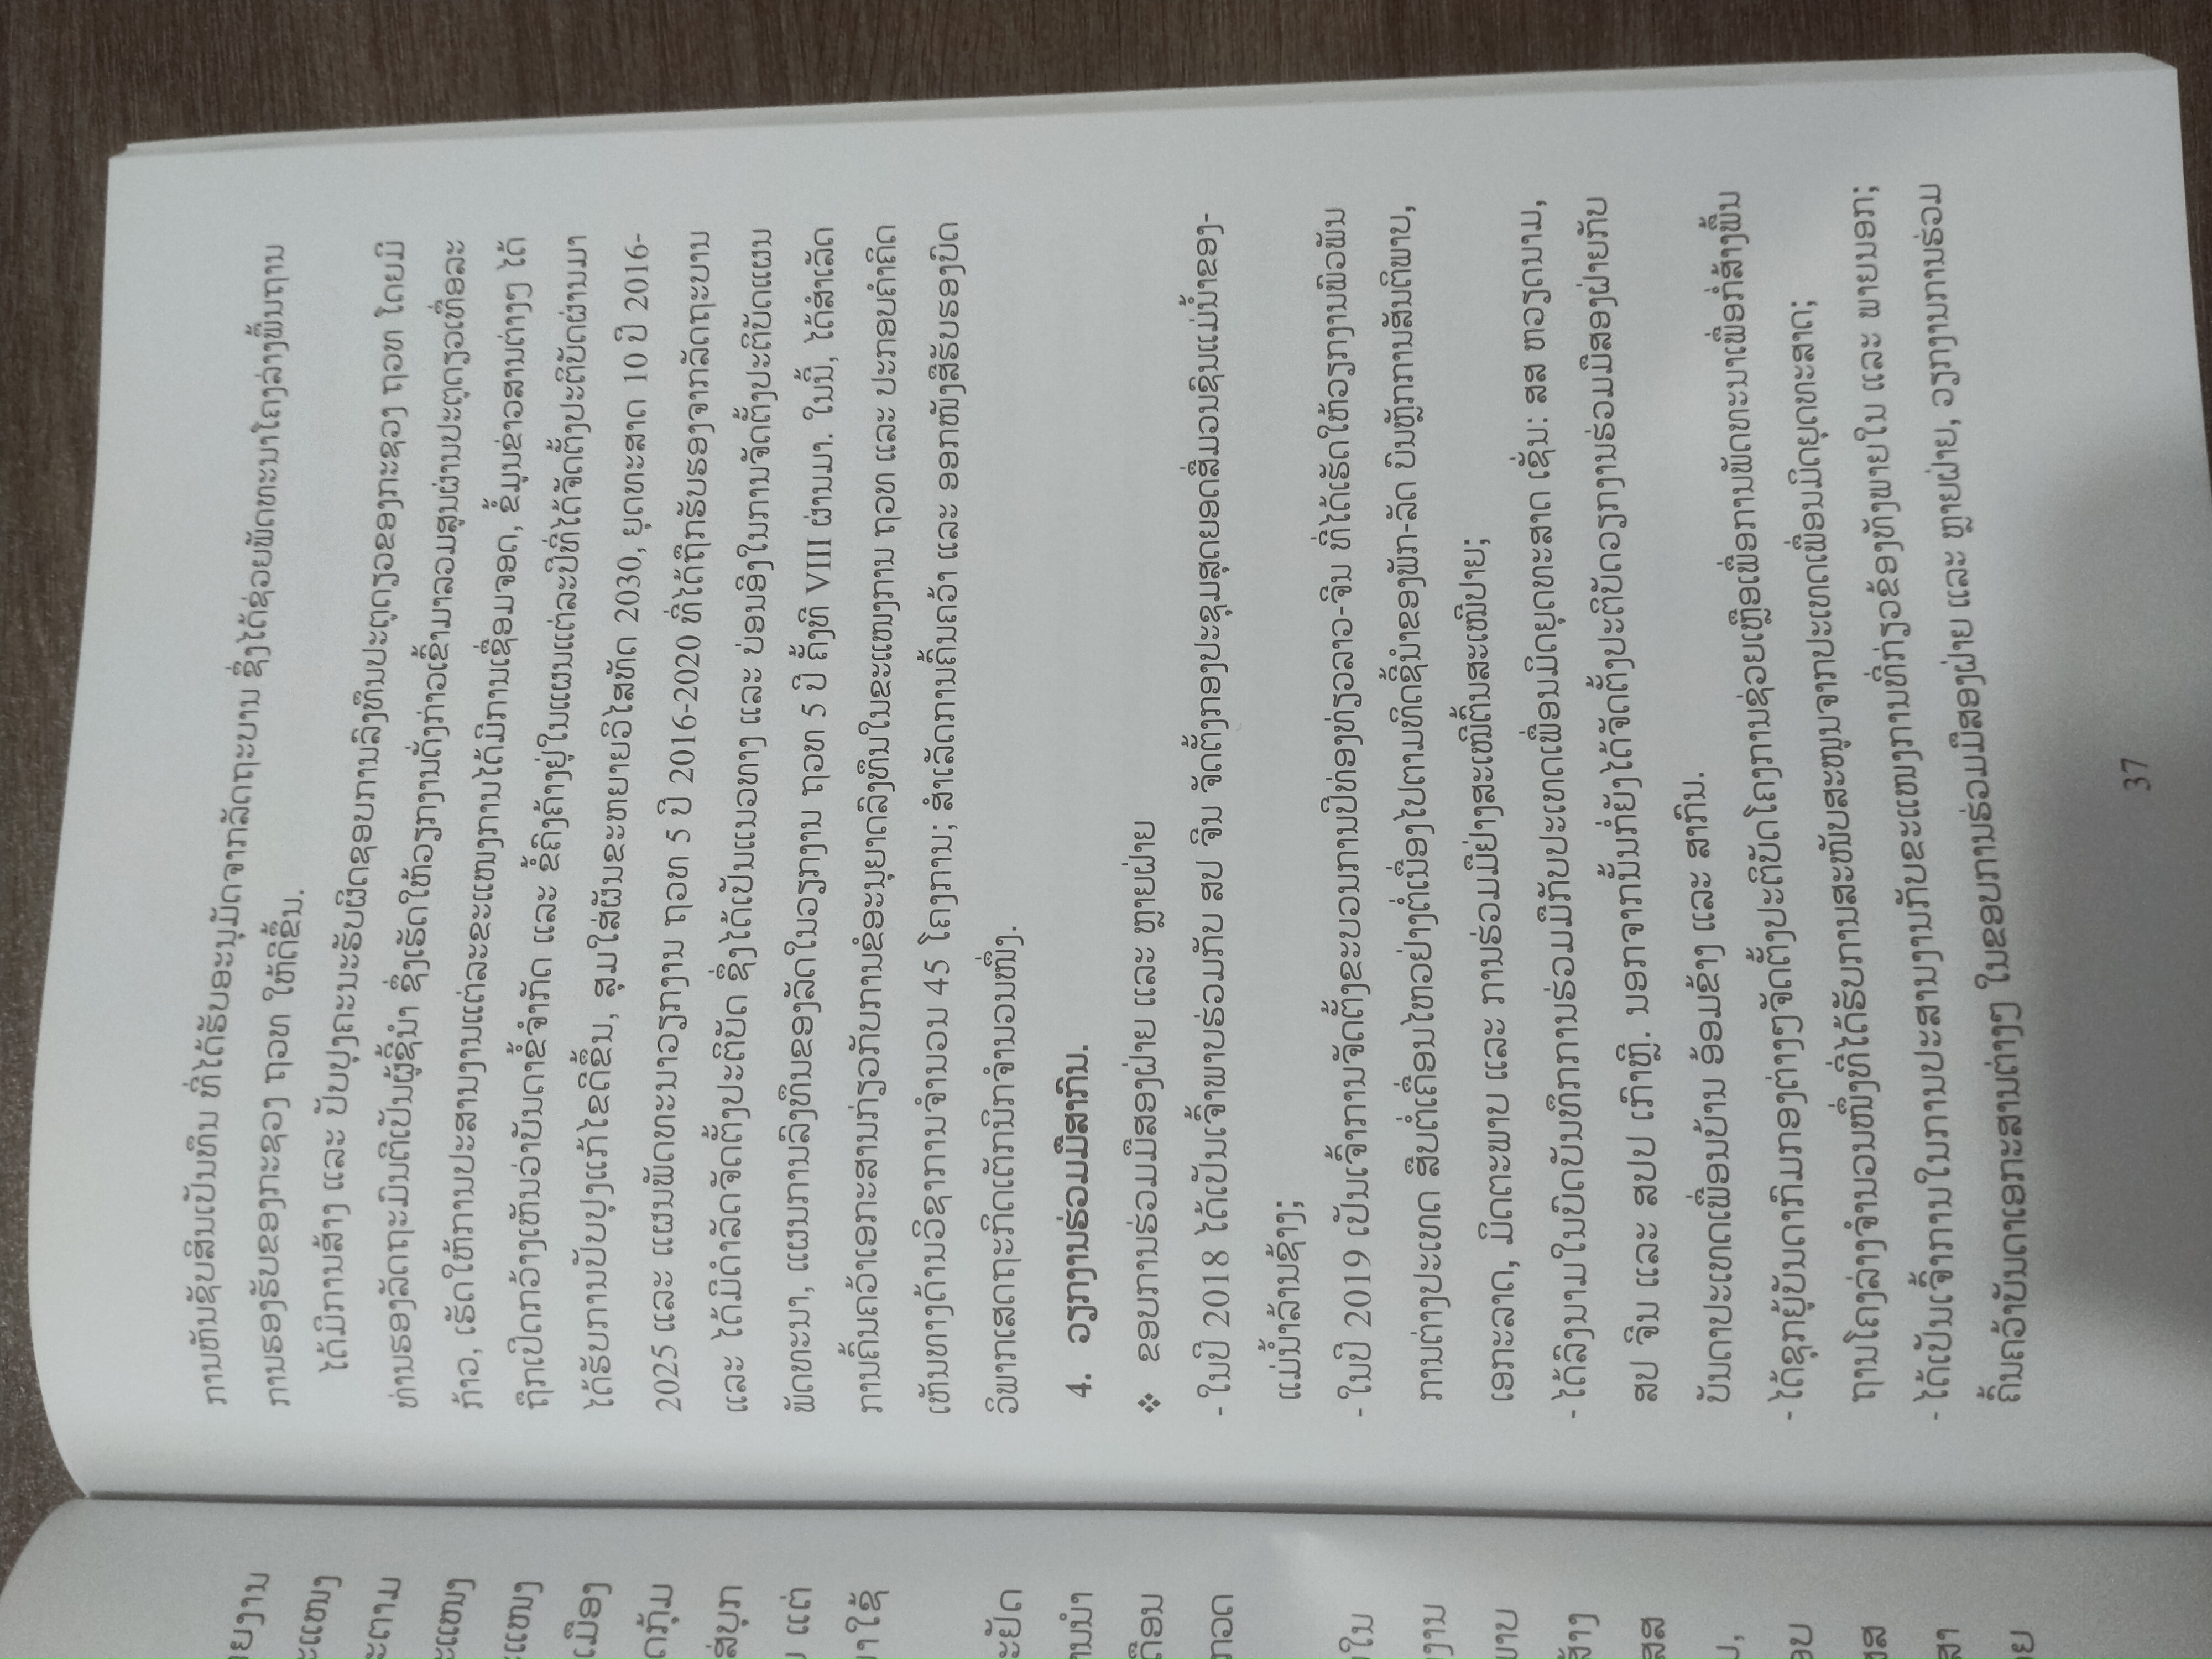 ການຫັນຊັບສິນເປັນທຶນ ທີ່ໄດ້ຮັບອະນຸມັດຈາກລັດຖະບານ ຊຶ່ງໄດ້ຊ່ວຍພັດທະນາໂຄງລ່າງພື້ນຖານ
ການຮອງຮັບຂອງກະຊວງ ຖວທ ໃຫ້ດີຂຶ້ນ.
ໄດ້ມີການສ້າງ ແລະ ປັບປຸງຄະນະຮັບຜິດຊອບການລົງທຶນປະຕູດຽວຂອງກະຊວງ ຖວທ ໂດຍມີ
ທ່ານຮອງລັດຖະມົນຕີເປັນຜູ້ຊີ້ນໍາ ຊຶ່ງເຮັດໃຫ້ວຽກງານດັ່ງກ່າວເຂົ້າມາລວມສູນຜ່ານປະຕູດຽວເທື່ອລະ
ກ້າວ, ເຮັດໃຫ້ການປະສານງານແຕ່ລະຂະແໜງການໄດ້ມີການເຊື່ອມຈອດ, ຂໍ້ມູນຂ່າວສານຕ່າງໆ ໄດ້
ຖືກເປີດກວ້າງເຫັນວ່າບັນດາຂໍ້ຈໍາກັດ ແລະ ຂໍ້ຄົງຄ້າງຢູ່ໃນແຜນແຕ່ລະປີທີ່ໄດ້ຈັດຕັ້ງປະຕິບັດຜ່ານມາ
ໄດ້ຮັບການປັບປຸງແກ້ໄຂດີຂຶ້ນ, ສຸມໃສ່ຜັນຂະຫຍາຍວິໄສທັດ 2030, ຍຸດທະສາດ 10 ປີ 2016-
2025 ແລະ ແຜນພັດທະນາວຽກງານ ຖວທ 5 ປີ 2016-2020 ທີ່ໄດ້ຖືກຮັບຮອງຈາກລັດຖະບານ
ແລະ ໄດ້ມີດໍາລັດຈັດຕັ້ງປະຕິບັດ ຊຶ່ງໄດ້ເປັນແນວທາງ ແລະ ບ່ອນອີງໃນການຈັດຕັ້ງປະຕິບັດແຜນ
ພັດທະນາ, ແຜນການລົງທຶນຂອງລັດໃນວຽກງານ ຖວທ 5 ປີ ຄັ້ງທີ VIII ຜ່ານມາ. ໃນນີ້, ໄດ້ສໍາເລັດ
ການຄົ້ນຄວ້າເອກະສານກ່ຽວກັບການຂໍອະນຸຍາດລົງທຶນໃນຂະແໜງການ ຖວທ ແລະ ປະກອບຄໍາຄິດ
ເຫັນທາງດ້ານວິຊາການຈໍານວນ 45 ໂຄງການ; ສໍາເລັດການຄົ້ນຄວ້າ ແລະ ອອກໜັງສືຮັບຮອງບົດ
ວິພາກເສດຖະກິດເຕັກນິກຈໍານວນໜຶ່ງ.
4. ວຽກງານຮ່ວມມືສາກົນ.
❖ ຂອບການຮ່ວມມືສອງຝ່າຍ ແລະ ຫຼາຍຝ່າຍ
- ໃນປີ 2018 ໄດ້ເປັນເຈົ້າພາບຮ່ວມກັບ ສປ ຈີນ ຈັດຕັ້ງກອງປະຊຸມສຸດຍອດສື່ມວນຊົນແມ່ນໍ້າຂອງ-
ແມ່ນໍ້າລ້ານຊ້າງ;
- ໃນປີ 2019 ເປັນເຈົ້າການຈັດຕັ້ງຂະບວນການປີທ່ອງທ່ຽວລາວ-ຈີນ ທີ່ໄດ້ເຮັດໃຫ້ວຽກງານພົວພັນ
ການຕ່າງປະເທດ ສືບຕໍ່ເຄື່ອນໄຫວຢ່າງຕໍ່ເນື່ອງໄປຕາມທິດຊີ້ນໍາຂອງພັກ-ລັດ ບົນຫຼັກການສັນຕິພາບ,
ເອກະລາດ, ມິດຕະພາບ ແລະ ການຮ່ວມມືຢ່າງສະເໝີຕົ້ນສະເໝີປາຍ;
- ໄດ້ລົງນາມໃນບົດບັນທຶກການຮ່ວມມືກັບປະເທດເພື່ອນມິດຍຸດທະສາດ ເຊັ່ນ: ສສ ຫວຽດນາມ,
ສປ ຈີນ ແລະ ສປປ ເກົາຫຼີ. ນອກຈາກນັ້ນກໍ່ຍັງໄດ້ຈັດຕັ້ງປະຕິບັດວຽກງານຮ່ວມມືສອງຝ່າຍກັບ
ບັນດາປະເທດເພື່ອນບ້ານ ອ້ອມຂ້າງ ແລະ ສາກົນ.
- ໄດ້ຊຸກຍູ້ບັນດາກົມກອງຕ່າງໆຈັດຕັ້ງປະຕິບັດໂຄງການຊ່ວຍເຫຼືອເພື່ອການພັດທະນາເພື່ອກໍ່ສ້າງພື້ນ
ຖານໂຄງລ່າງຈໍານວນໜຶ່ງທີ່ໄດ້ຮັບການສະໜັບສະໜູນຈາກປະເທດເພື່ອນມິດຍຸດທະສາດ;
- ໄດ້ເປັນເຈົ້າການໃນການປະສານງານກັບຂະແໜງການທີ່ກ່ຽວຂ້ອງທັງພາຍໃນ ແລະ ພາຍນອກ;
ຄົ້ນຄວ້າບັນດາເອກະສານຕ່າງໆ ໃນຂອບການຮ່ວມມືສອງຝ່າຍ ແລະ ຫຼາຍຝ່າຍ, ວຽກງານການຮ່ວມ
37